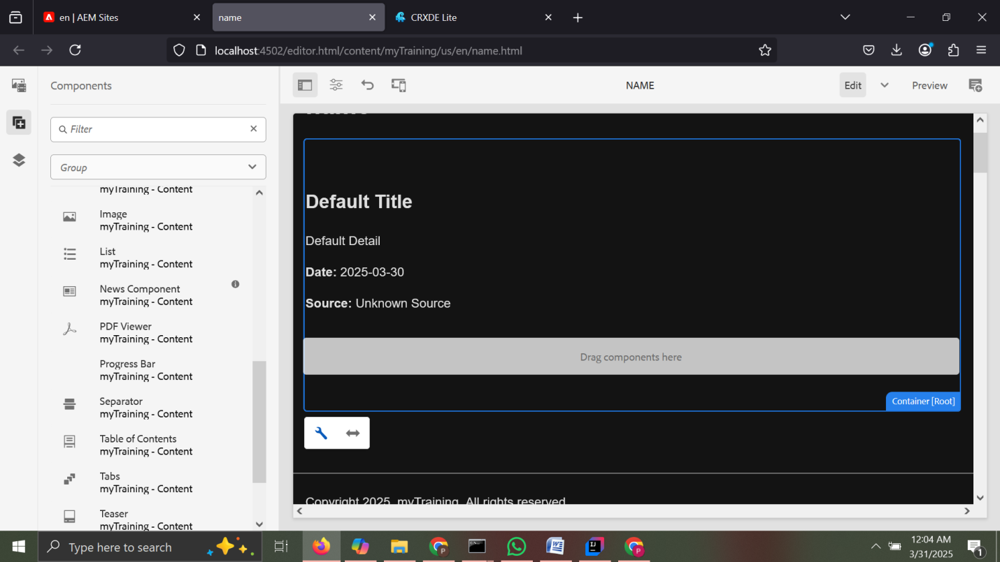 en | AEM Sites
name
CRXDE Lite
localhost:4502/editor.html/content/myTraining/us/en/name.html
Components
NAME
Edit
Preview
Filter
Group
myTraining - Content
Image
myTraining - Content
List
myTraining - Content
News Component
myTraining - Content
PDF Viewer
myTraining - Content
Progress Bar
myTraining - Content
Separator
myTraining - Content
Table of Contents
myTraining - Content
Tabs
myTraining - Content
Teaser
myTraining - Content
Default Title
Default Detail
Date: 2025-03-30
Source: Unknown Source
Drag components here
Container [Root]
Copyright 2025, myTraining. All rights reserved.
Type here to search
12:04 AM
3/31/2025
1